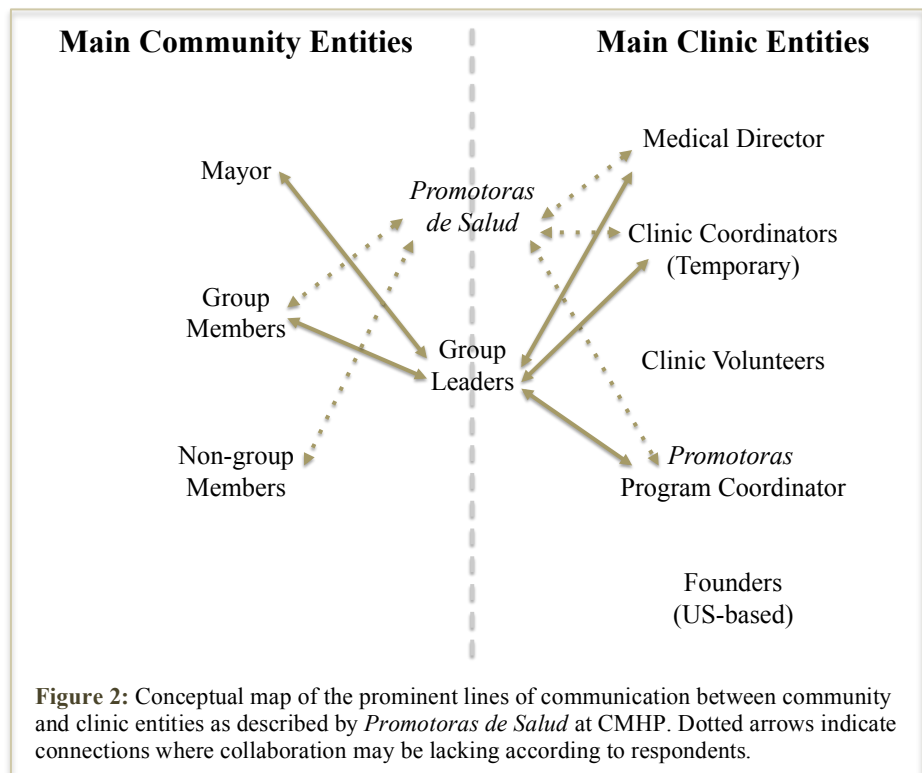 Main Community Entities
Main Clinic Entities
Mayor
Group
Members
Non-group
Members
Promotoras
de Salud
Group
Leaders
Medical Director
Clinic Coordinators
(Temporary)
Clinic Volunteers
Promotoras
Program Coordinator
Founders
(US-based)
Figure 2: Conceptual map of the prominent lines of communication between community
and clinic entities as described by Promotoras de Salud at CMHP. Dotted arrows indicate
connections where collaboration may be lacking according to respondents.